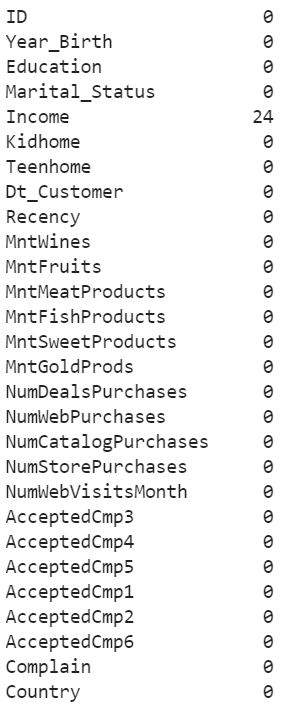 ID 0
Year_Birth 0
Education 0
Marital_Status 0
Income 24
Kidhome 0
Teenhome 0
Dt_Customer 0
Recency 0
MntWines 0
MntFruits 0
MntMeatProducts 0
MntFishProducts 0
MntSweetProducts 0
MntGoldProds 0
NumDealsPurchases 0
NumWebPurchases 0
NumCatalogPurchases 0
NumStorePurchases 0
NumWebVisitsMonth 0
AcceptedCmp3 0
AcceptedCmp4 0
AcceptedCmp5 0
AcceptedCmp1 0
AcceptedCmp2 0
AcceptedCmp6 0
Complain 0
Country 0